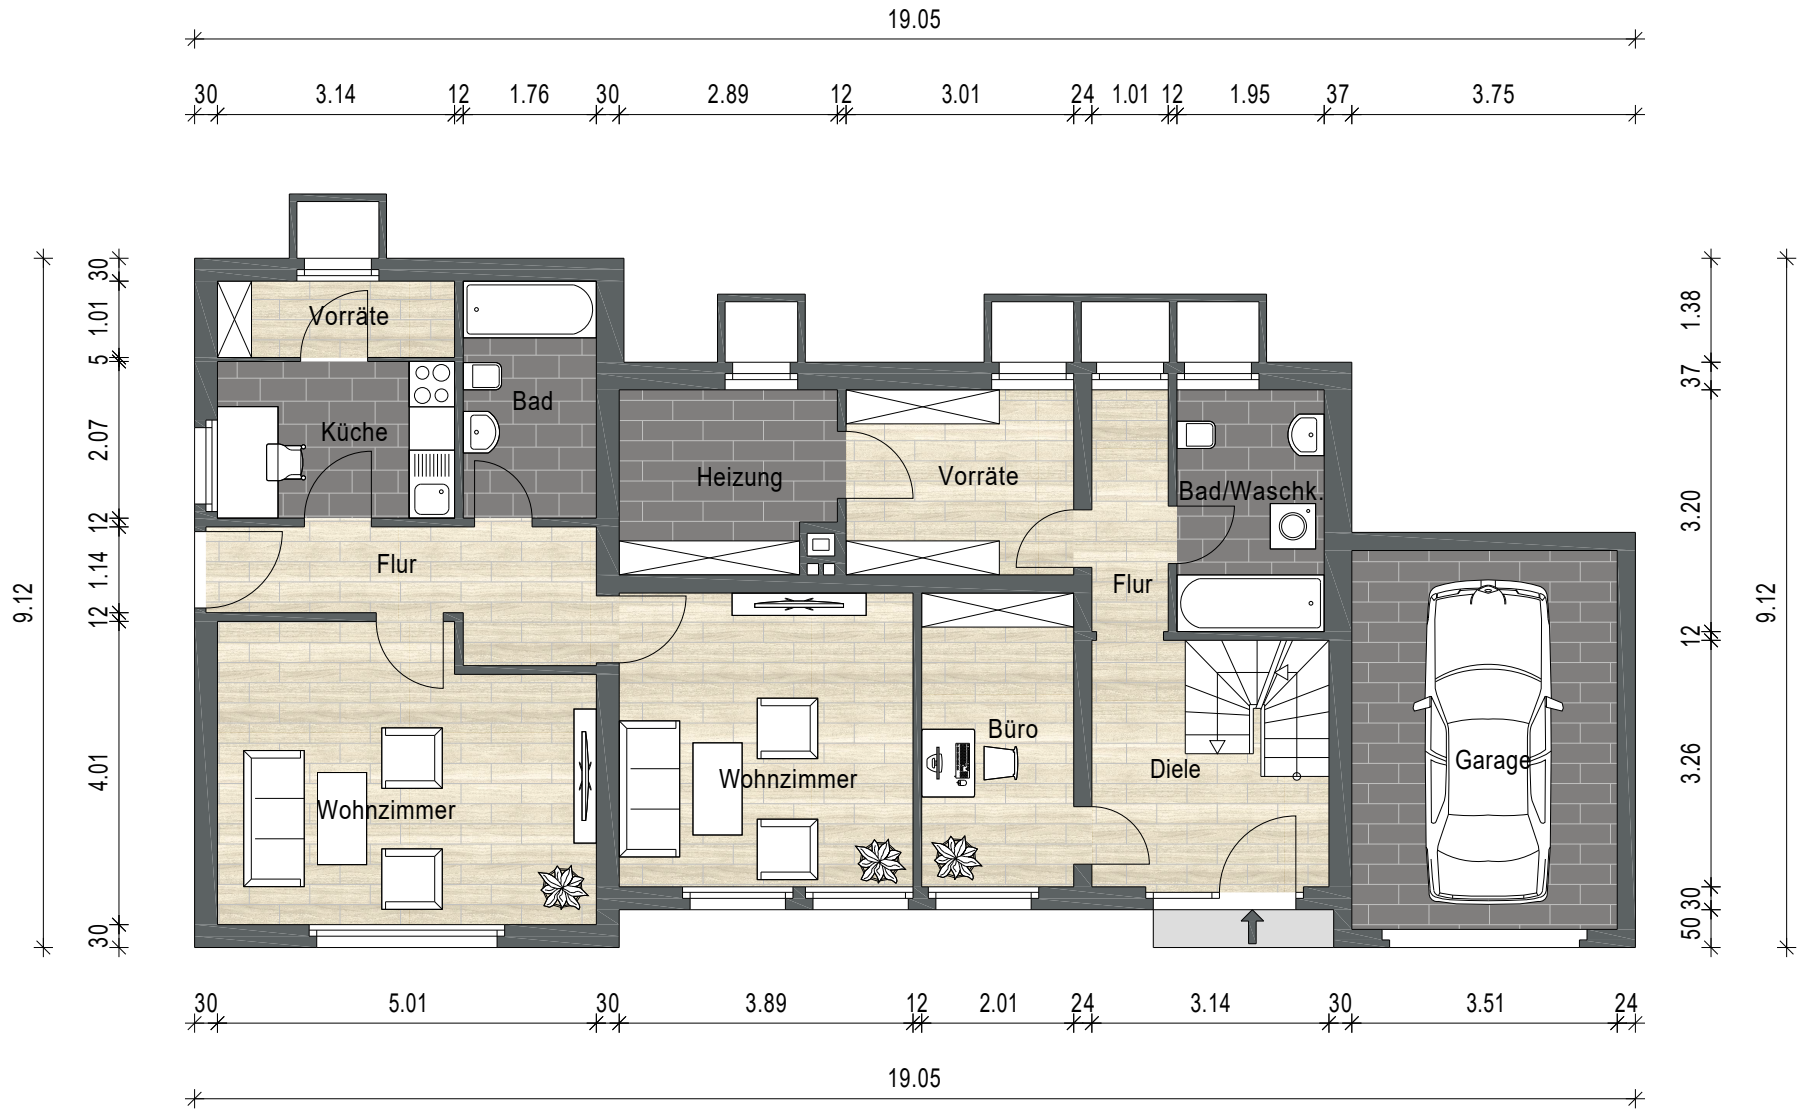 19.05
30 3.14 12 1.76 30 2.89 12 3.01 24 1.01 12 1.95 37 3.75
9.12
30
1.01
5
2.07
12
1.14
12
4.01
30
Vorräte
Küche
Bad
Flur
Wohnzimmer
Heizung
Vorräte
Wohnzimmer
Büro
Flur
Bad/Waschk.
Diele
Garage
1.38
37
3.20
12
3.26
30
50
9.12
30 5.01 30 3.89 12 2.01 24 3.14 30 3.51 24
19.05